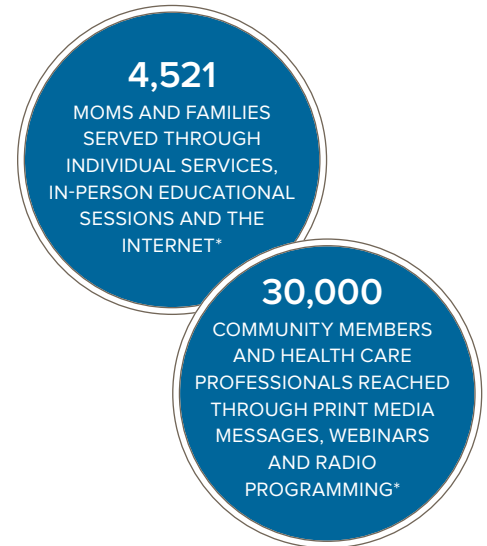 4,521
MOMS AND FAMILIES
SERVED THROUGH
INDIVIDUAL SERVICES,
IN-PERSON EDUCATIONAL
SESSIONS AND THE
INTERNET*
30,000
COMMUNITY MEMBERS
AND HEALTH CARE
PROFESSIONALS REACHED
THROUGH PRINT MEDIA
MESSAGES, WEBINARS
AND RADIO
PROGRAMMING*